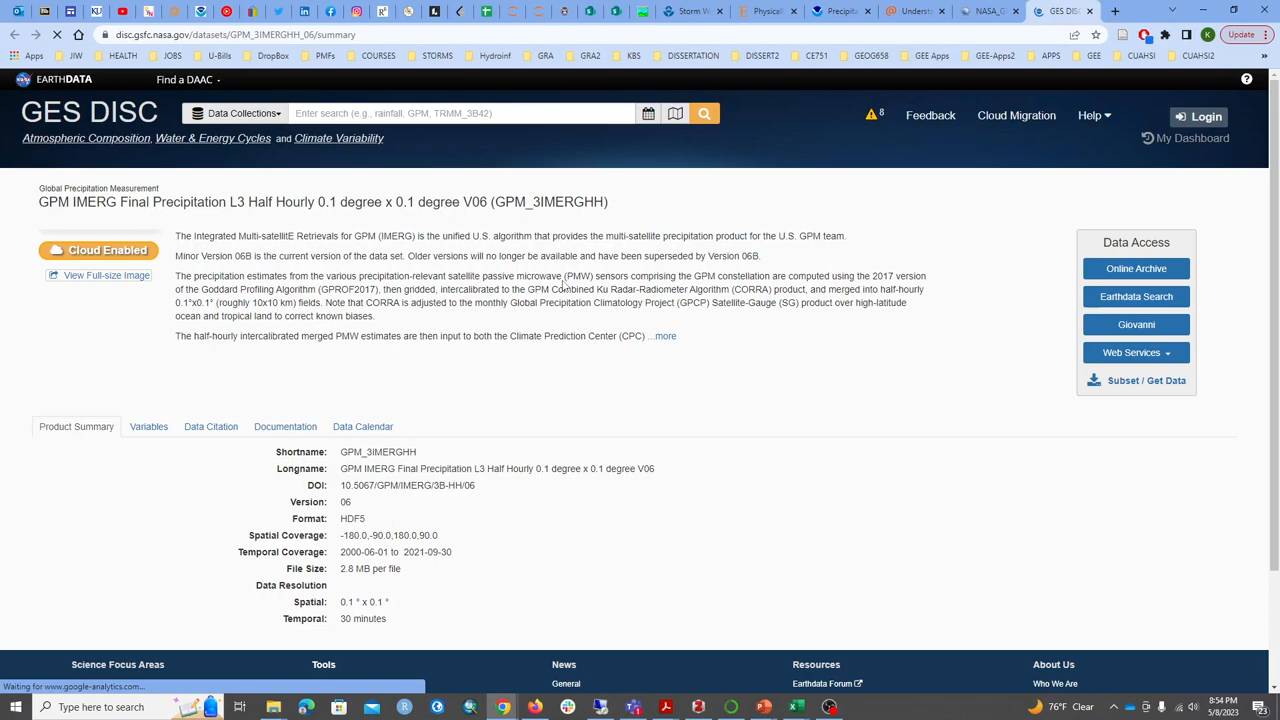 Storm W
Physical
Precipita
Underst
NASA_G
GES DISC
disc.gsfc.nasa.gov/datasets/GPM_3IMERGHH_06/summary
Update
Apps
JIW
HEALTH
JOBS
U-Bills
DropBox
PMFs
COURSES
STORMS
Hydroinf
GRA
GRA2
KBS
DISSERTATION
DISSERT2
CE751
GEOG658
GEE Apps
GEE-Apps2
APPS
GEE
CUAHSI
CUAHSI2
EARTHDATA
Find a DAAC
GES DISC
Data Collections
Enter search (e.g., rainfall, GPM, TRMM_3B42)
8
Feedback
Cloud Migration
Help
Login
Atmospheric Composition, Water & Energy Cycles and Climate Variability
My Dashboard
Global Precipitation Measurement
GPM IMERG Final Precipitation L3 Half Hourly 0.1 degree x 0.1 degree V06 (GPM_3IMERGHH)
Cloud Enabled
View Full-size Image
The Integrated Multi-satellitE Retrievals for GPM (IMERG) is the unified U.S. algorithm that provides the multi-satellite precipitation product for the U.S. GPM team.
Minor Version 06B is the current version of the data set. Older versions will no longer be available and have been superseded by Version 06B.
The precipitation estimates from the various precipitation-relevant satellite passive microwave (PMW) sensors comprising the GPM constellation are computed using the 2017 version
of the Goddard Profiling Algorithm (GPROF2017), then gridded, intercalibrated to the GPM Combined Ku Radar-Radiometer Algorithm (CORRA) product, and merged into half-hourly
0.1°x0.1° (roughly 10x10 km) fields. Note that CORRA is adjusted to the monthly Global Precipitation Climatology Project (GPCP) Satellite-Gauge (SG) product over high-latitude
ocean and tropical land to correct known biases.
The half-hourly intercalibrated merged PMW estimates are then input to both the Climate Prediction Center (CPC) ...more
Data Access
Online Archive
Earthdata Search
Giovanni
Web Services
Subset / Get Data
Product Summary
Variables
Data Citation
Documentation
Data Calendar
Shortname: GPM_3IMERGHH
Longname: GPM IMERG Final Precipitation L3 Half Hourly 0.1 degree x 0.1 degree V06
DOI: 10.5067/GPM/IMERG/3B-HH/06
Version: 06
Format: HDF5
Spatial Coverage: -180.0,-90.0,180.0,90.0
Temporal Coverage: 2000-06-01 to 2021-09-30
File Size: 2.8 MB per file
Data Resolution
Spatial: 0.1 ° x 0.1 °
Temporal: 30 minutes
Science Focus Areas
Tools
News
Resources
About Us
General
Earthdata Forum
Who We Are
Waiting for www.google-analytics.com...
Type here to search
76°F Clear
8:54 PM
5/8/2023
23